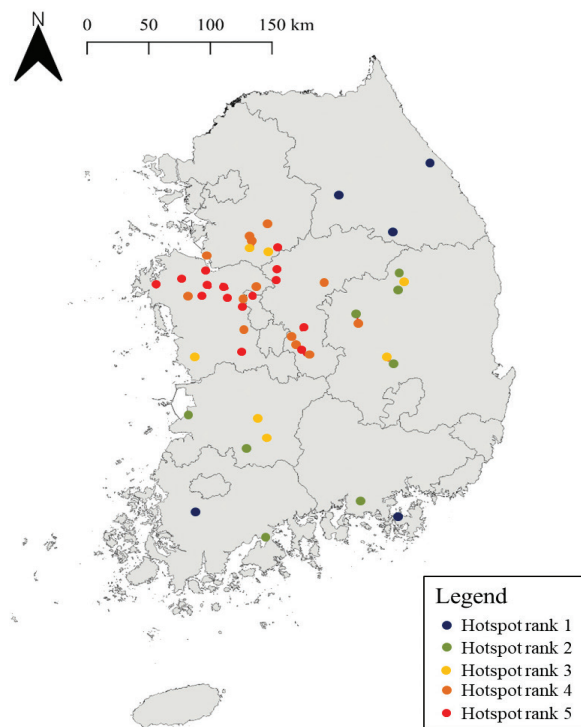 N
0 50 100 150 km
Legend
Hotspot rank 1
Hotspot rank 2
Hotspot rank 3
Hotspot rank 4
Hotspot rank 5